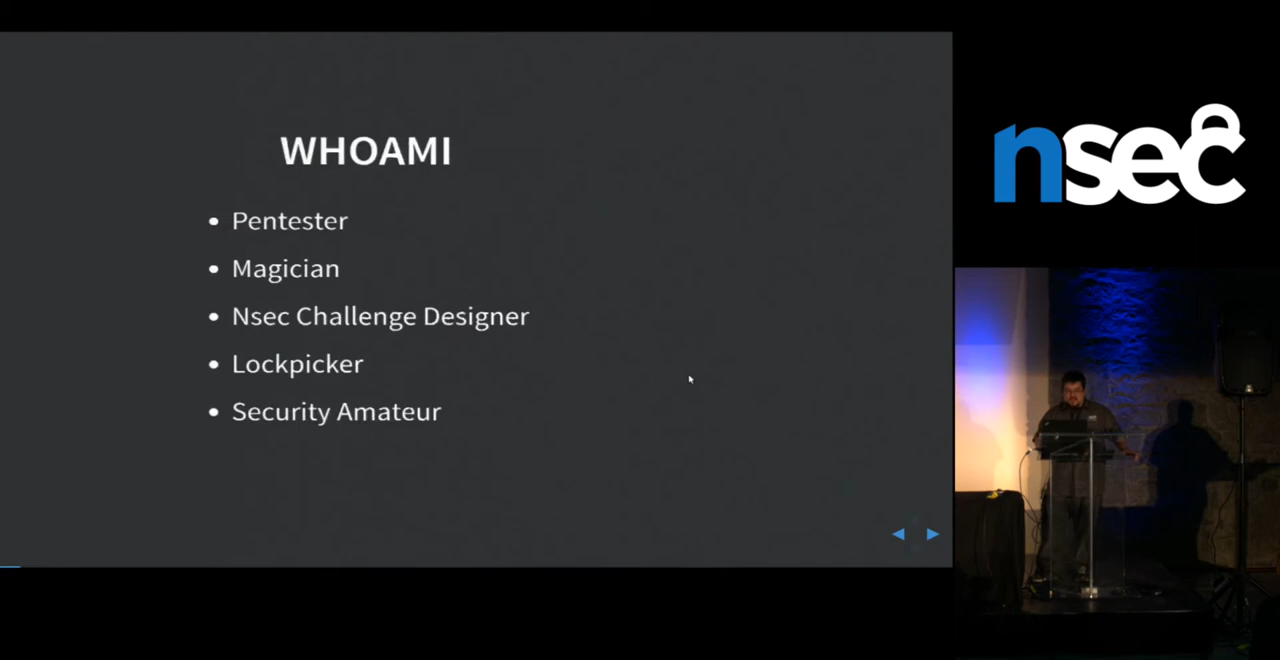 WHOAMI
Pentester
Magician
Nsec Challenge Designer
Lockpicker
Security Amateur
nsec